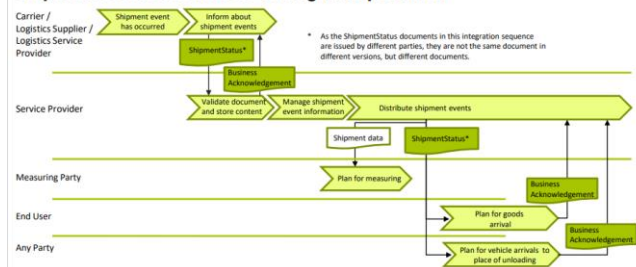 Carrier /
Logistics Supplier /
Logistics Service
Provider
Shipment event
has occurred
Inform about
shipment events
* As the ShipmentStatus documents in this integration sequence
are issued by different parties, they are not the same document in
different versions, but different documents.
ShipmentStatus*
Business
Acknowledgement
Service Provider
Validate document
and store content
Manage shipment
event information
Distribute shipment events
Shipment data
ShipmentStatus*
Measuring Party
Plan for measuring
Business
Acknowledgement
End User
Plan for goods
arrival
Business
Acknowledgement
Any Party
Plan for vehicle arrivals to
place of unloading